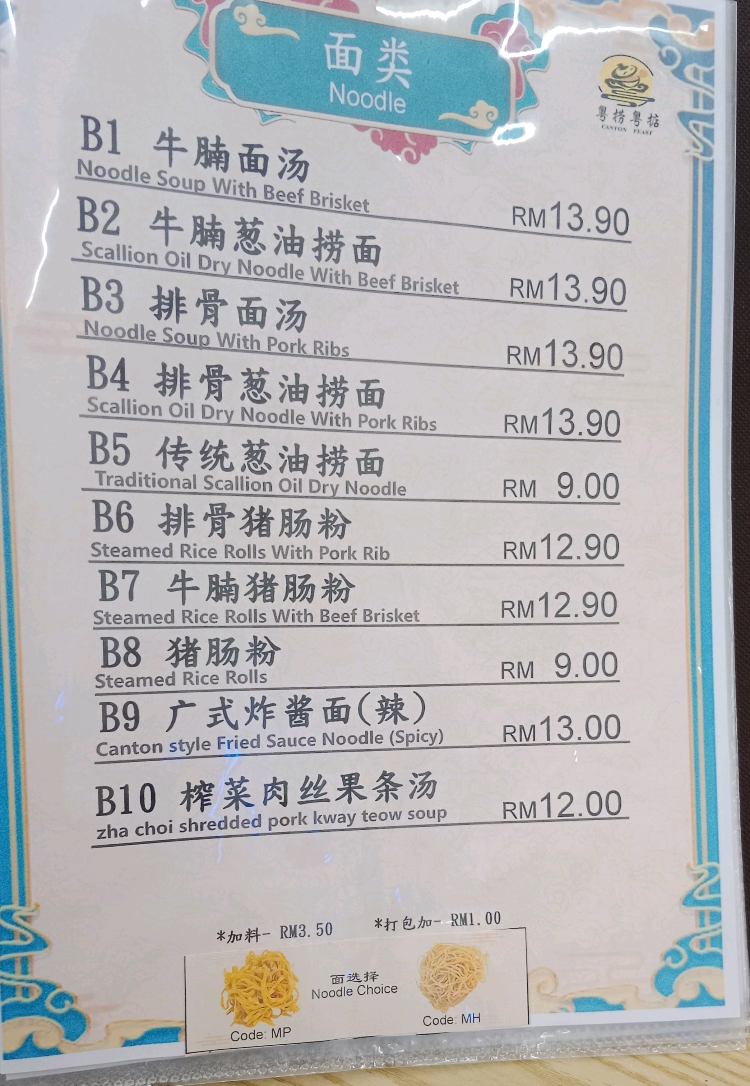 面类
Noodle
粤捞粤掂
CANTON FEAST
B1 牛腩面汤
Noodle Soup With Beef Brisket
RM13.90
B2 牛腩葱油捞面
Scallion Oil Dry Noodle With Beef Brisket
RM13.90
B3 排骨面汤
Noodle Soup With Pork Ribs
RM13.90
B4 排骨葱油捞面
Scallion Oil Dry Noodle With Pork Ribs
RM13.90
B5 传统葱油捞面
Traditional Scallion Oil Dry Noodle
RM 9.00
B6 排骨猪肠粉
Steamed Rice Rolls With Pork Rib
RM12.90
B7 牛腩猪肠粉
Steamed Rice Rolls With Beef Brisket
RM12.90
B8 猪肠粉
Steamed Rice Rolls
RM 9.00
B9 广式炸酱面(辣)
Canton style Fried Sauce Noodle (Spicy)
RM13.00
B10 榨菜肉丝果条汤
zha choi shredded pork kway teow soup
RM12.00
*加料- RM3.50 *打包加- RM1.00
面选择
Noodle Choice
Code: MP
Code: MH